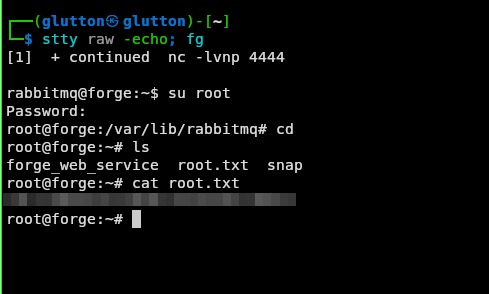 ┌──(glutton㉿glutton)-[~]
└─$ stty raw -echo; fg
[1]  + continued  nc -lvnp 4444
rabbitmq@forge:~$ su root
Password:
root@forge:/var/lib/rabbitmq# cd
root@forge:~# ls
forge_web_service  root.txt  snap
root@forge:~# cat root.txt
root@forge:~#